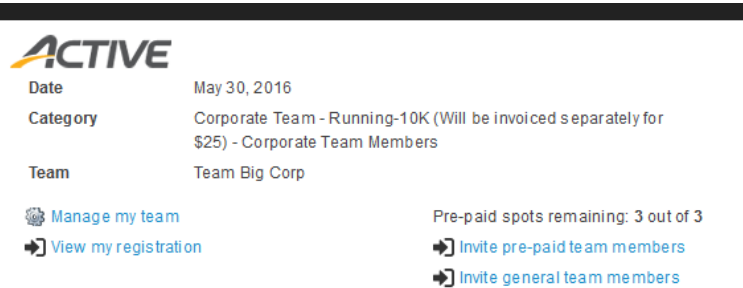 ACTIVE
Date May 30, 2016
Category Corporate Team - Running-10K (Will be invoiced separately for
$25) - Corporate Team Members
Team Team Big Corp
Manage my team Pre-paid spots remaining: 3 out of 3
View my registration Invite pre-paid team members
Invite general team members